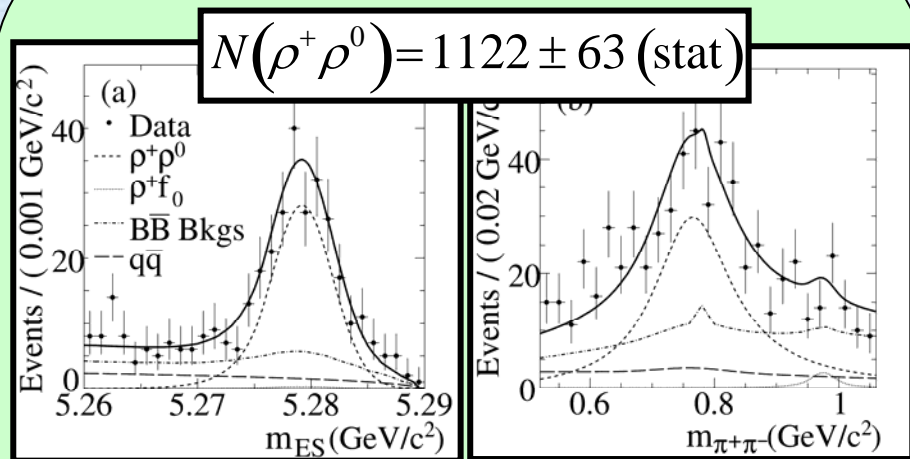 N(ρ⁺ρ⁰)=1122 ± 63 (stat)
Events / ( 0.001 GeV/c² )
(a)
Data
ρ⁺ρ⁰
ρ⁺f₀
BB̅ Bkgs
qq̅
40
20
0
5.26 5.27 5.28 5.29
m_ES (GeV/c²)
Events / ( 0.02 GeV/c
40
20
0
0.6 0.8 1
m_π⁺π⁻ (GeV/c²)